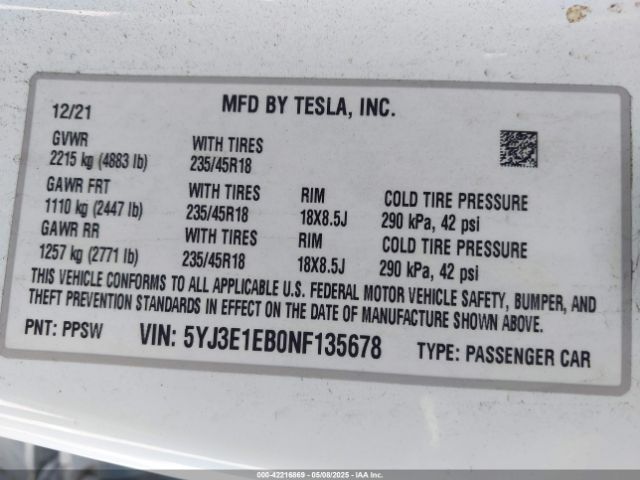 12/21
MFD BY TESLA, INC.
GVWR
2215 kg (4883 lb)
WITH TIRES
235/45R18
GAWR FRT
1110 kg (2447 lb)
WITH TIRES
235/45R18
RIM
18X8.5J
COLD TIRE PRESSURE
290 kPa, 42 psi
GAWR RR
1257 kg (2771 lb)
WITH TIRES
235/45R18
RIM
18X8.5J
COLD TIRE PRESSURE
290 kPa, 42 psi
THIS VEHICLE CONFORMS TO ALL APPLICABLE U.S. FEDERAL MOTOR VEHICLE SAFETY, BUMPER, AND
THEFT PREVENTION STANDARDS IN EFFECT ON THE DATE OF MANUFACTURE SHOWN ABOVE.
PNT: PPSW
VIN: 5YJ3E1EB0NF135678
TYPE: PASSENGER CAR
000-42216869 - 05/08/2025 - IAA Inc.